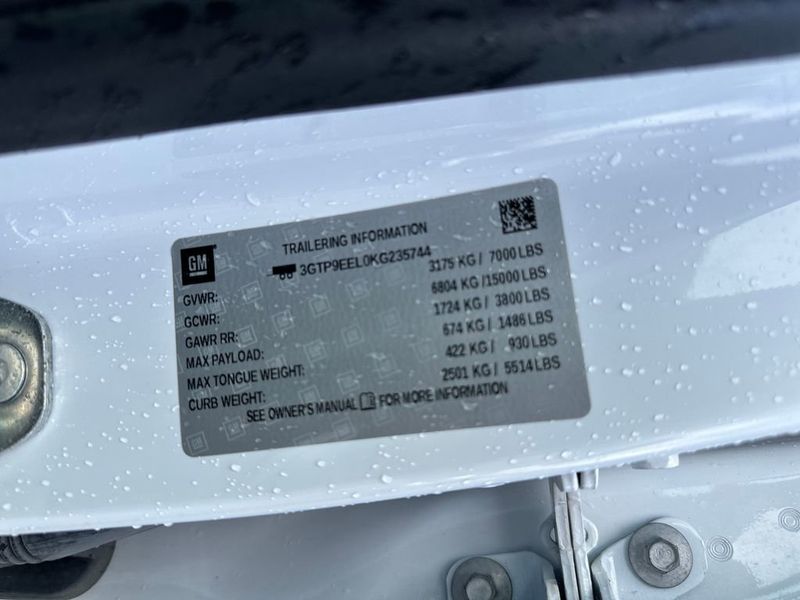 GM
TRAILERING INFORMATION
3GTP9EEL0KG235744
GVWR: 3175 KG / 7000 LBS
GCWR: 6804 KG /15000 LBS
GAWR RR: 1724 KG / 3800 LBS
MAX PAYLOAD: 674 KG / 1486 LBS
MAX TONGUE WEIGHT: 422 KG / 930 LBS
CURB WEIGHT: 2501 KG / 5514 LBS
SEE OWNER'S MANUAL FOR MORE INFORMATION